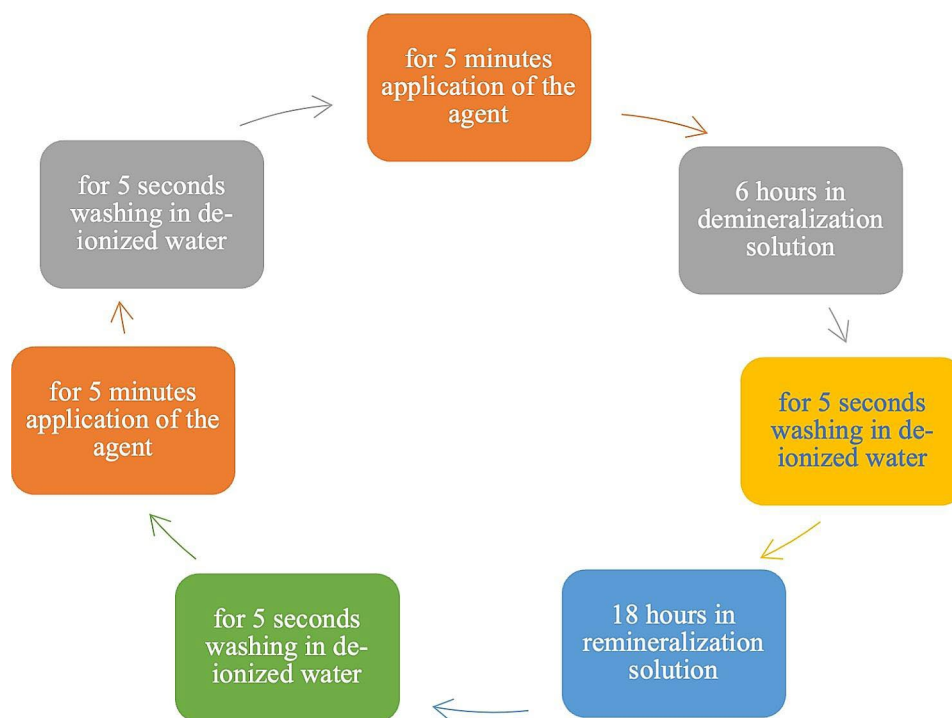 for 5 minutes
application of the
agent
6 hours in
demineralization
solution
for 5 seconds
washing in de-
ionized water
18 hours in
remineralization
solution
for 5 seconds
washing in de-
ionized water
for 5 minutes
application of the
agent
for 5 seconds
washing in de-
ionized water